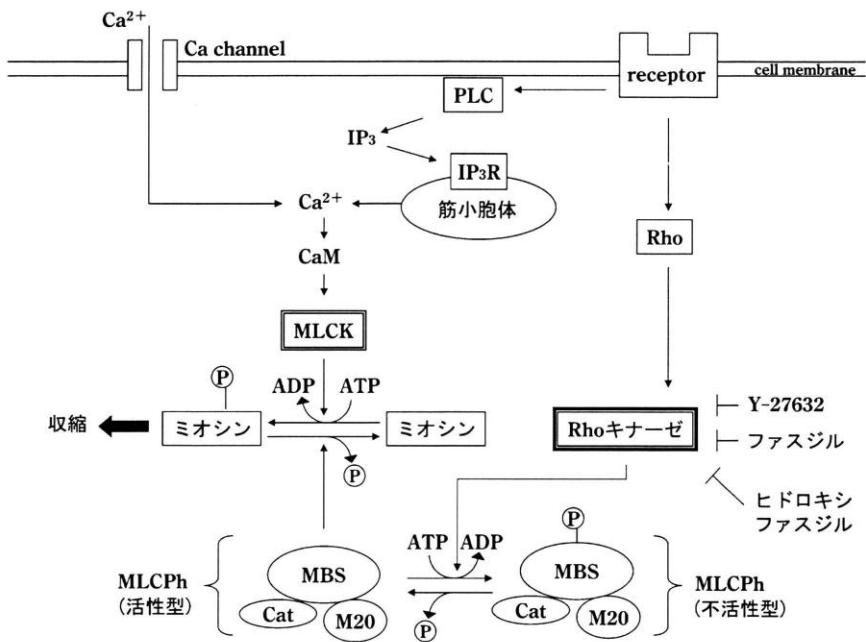 Ca²⁺
Ca channel
receptor
cell membrane
PLC
IP₃
IP₃R
筋小胞体
Ca²⁺
Rho
CaM
MLCK
P
ADP
ATP
収縮
ミオシン
ミオシン
P
Rhoキナーゼ
Y-27632
ファスジル
ヒドロキシ
ファスジル
P
ATP
ADP
MLCPh
(活性型)
MBS
Cat
M20
P
MBS
Cat
M20
MLCPh
(不活性型)